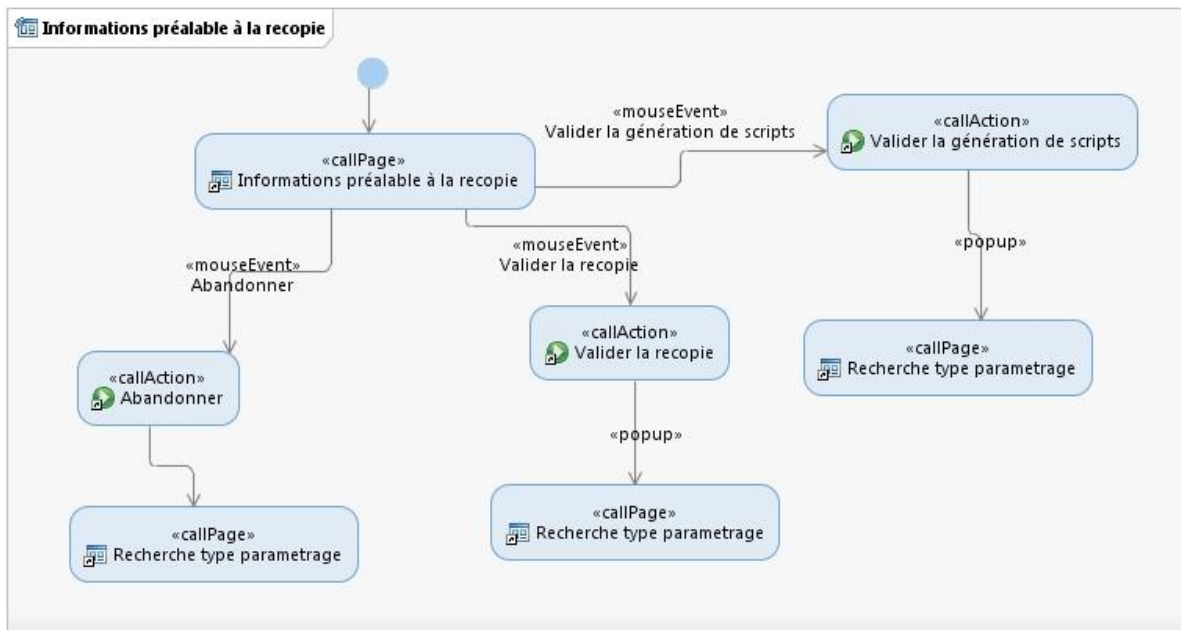 Informations préalable à la recopie
«mouseEvent»
Valider la génération de scripts
«callAction»
Valider la génération de scripts
«callPage»
Informations préalable à la recopie
«mouseEvent»
Abandonner
«mouseEvent»
Valider la recopie
«popup»
«callAction»
Valider la recopie
«callPage»
Recherche type parametrage
«callAction»
Abandonner
«popup»
«callPage»
Recherche type parametrage
«callPage»
Recherche type parametrage